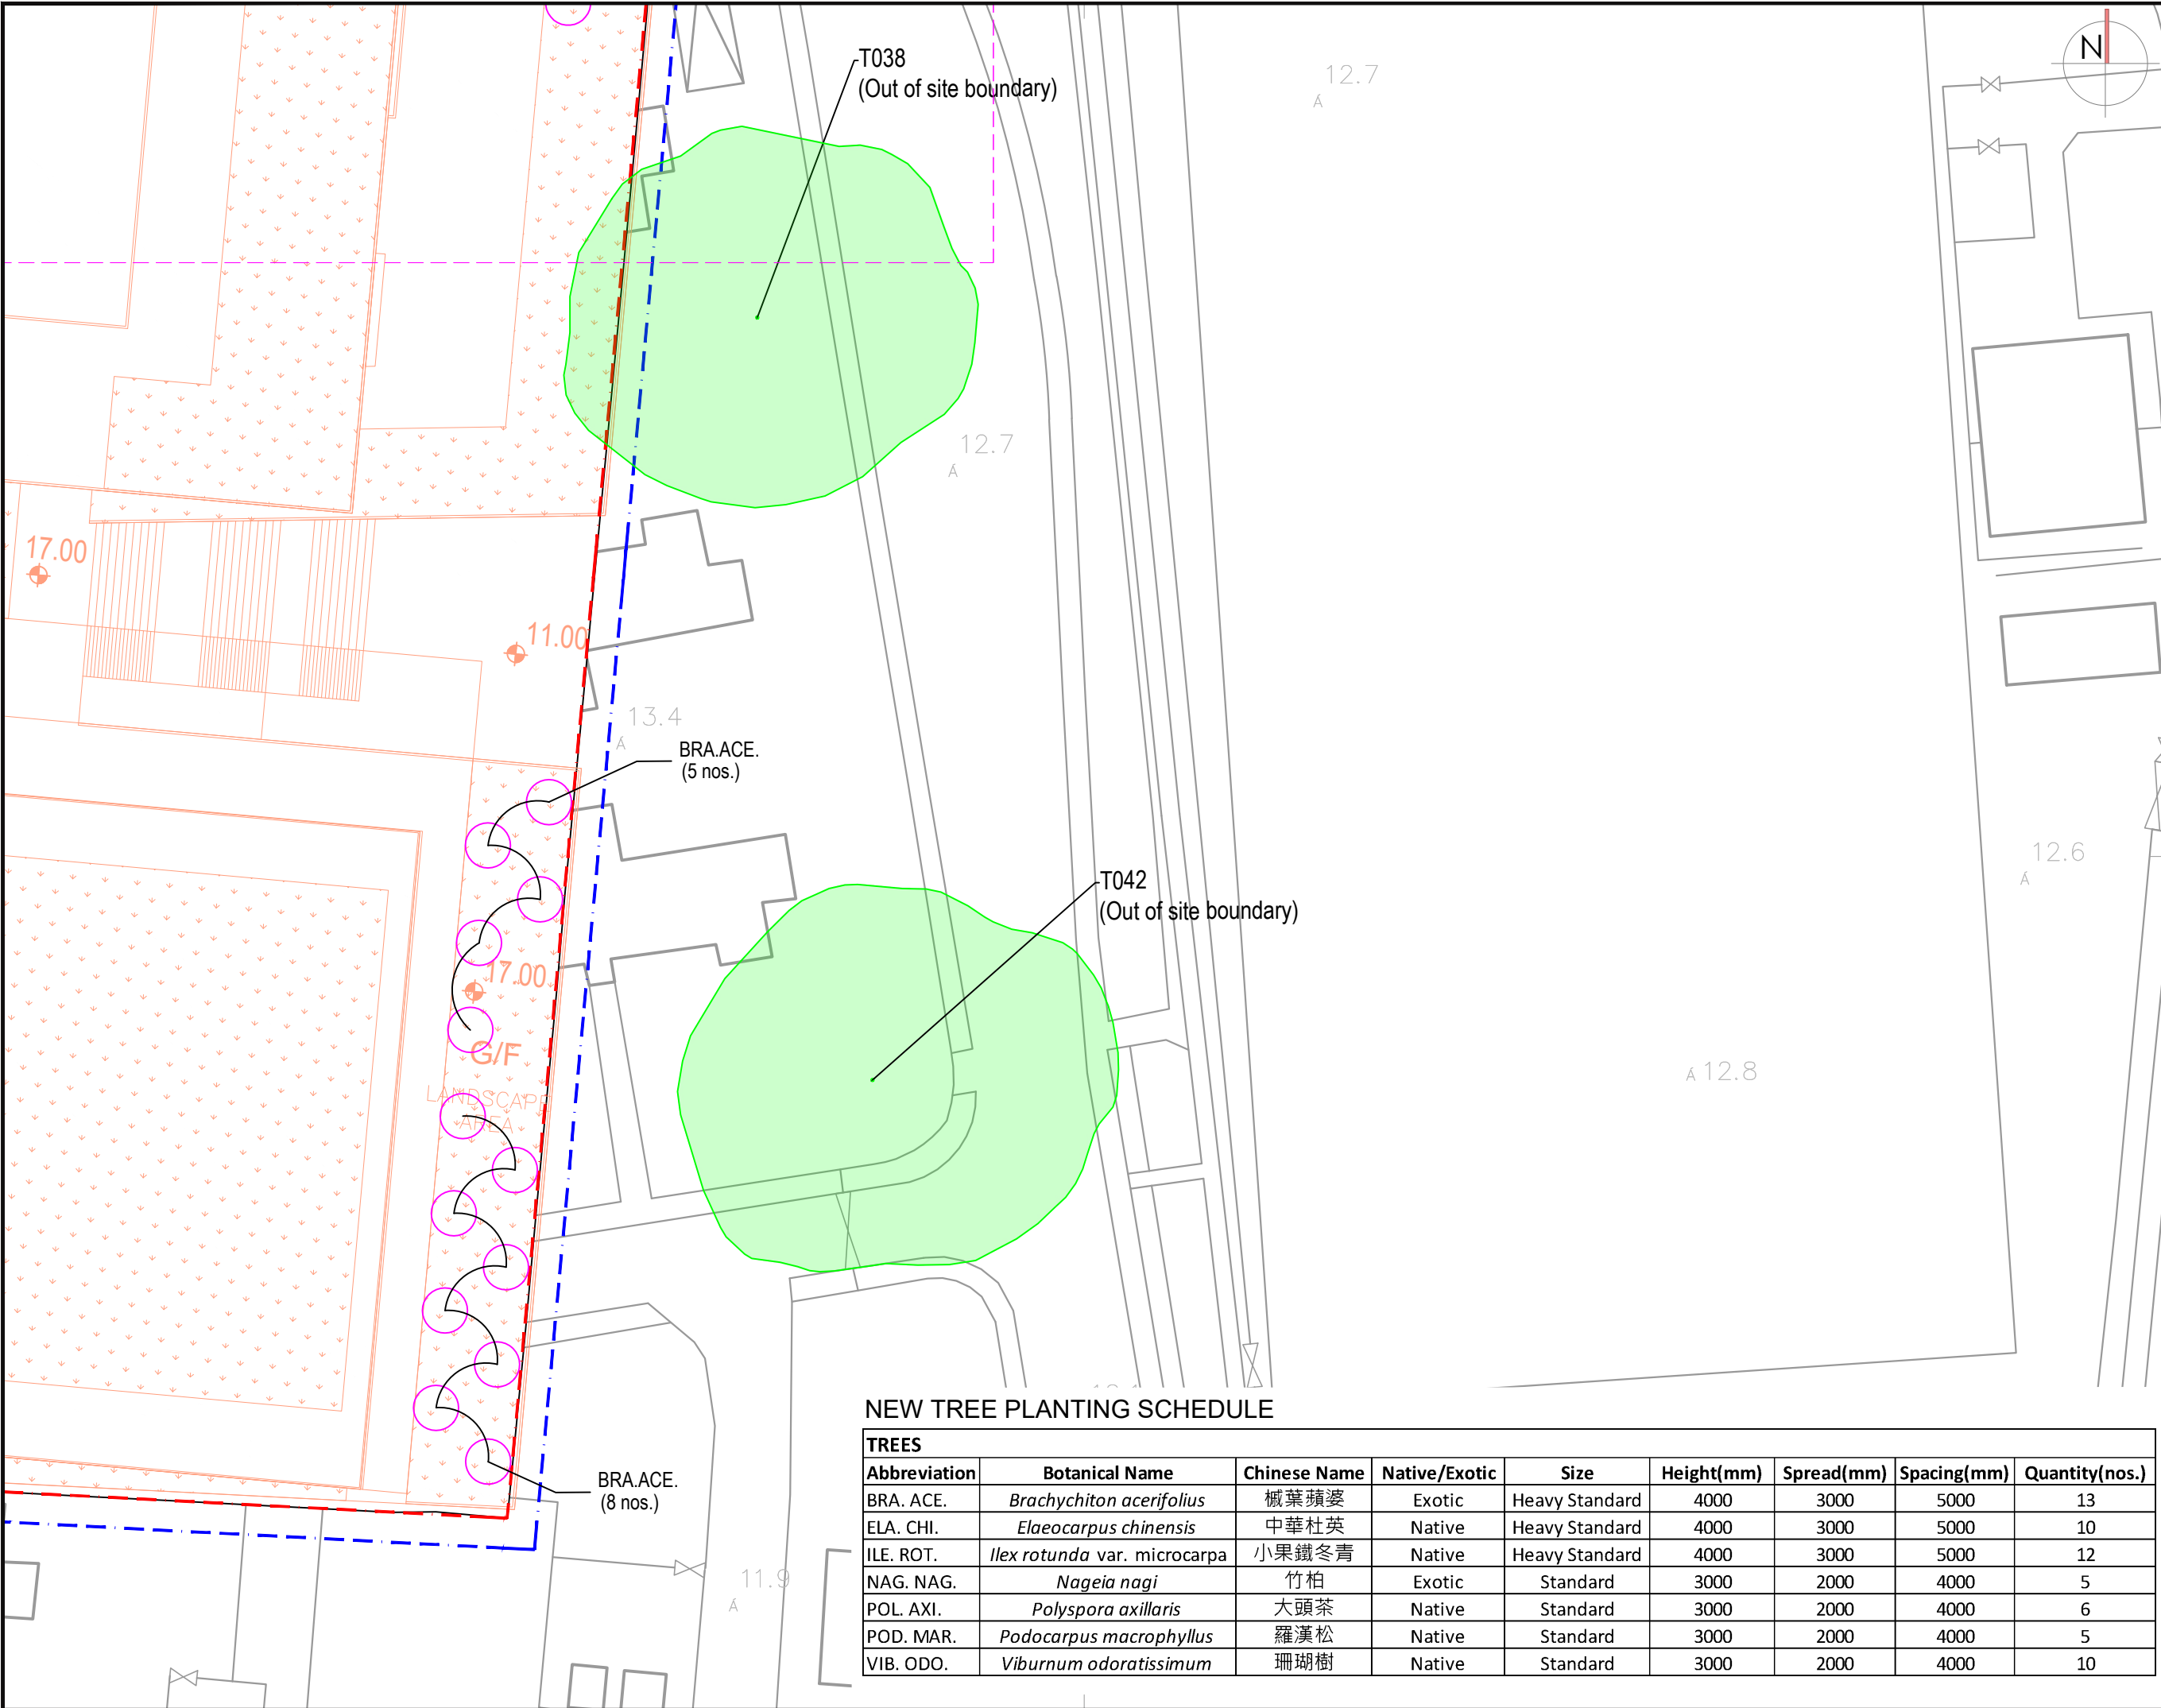 N
T038
(Out of site boundary)
12.7
12.7
17.00
11.00
13.4
BRA.ACE.
(5 nos.)
12.6
T042
(Out of site boundary)
17.00
G/F
LANDSCAPE
AREA
12.8
BRA.ACE.
(8 nos.)
11.9
NEW TREE PLANTING SCHEDULE
TREES
Abbreviation Botanical Name Chinese Name Native/Exotic Size Height(mm) Spread(mm) Spacing(mm) Quantity(nos.)
BRA. ACE. Brachychiton acerifolius 槭葉蘋婆 Exotic Heavy Standard 4000 3000 5000 13
ELA. CHI. Elaeocarpus chinensis 中華杜英 Native Heavy Standard 4000 3000 5000 10
ILE. ROT. Ilex rotunda var. microcarpa 小果鐵冬青 Native Heavy Standard 4000 3000 5000 12
NAG. NAG. Nageia nagi 竹柏 Exotic Standard 3000 2000 4000 5
POL. AXI. Polyspora axillaris 大頭茶 Native Standard 3000 2000 4000 6
POD. MAR. Podocarpus macrophyllus 羅漢松 Native Standard 3000 2000 4000 5
VIB. ODO. Viburnum odoratissimum 珊瑚樹 Native Standard 3000 2000 4000 10